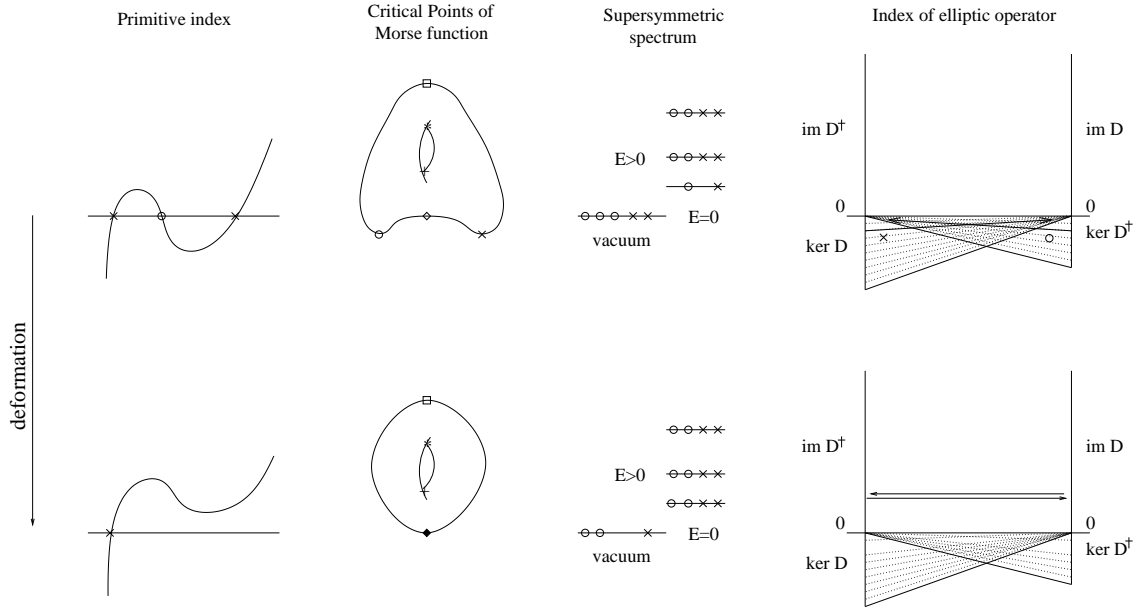 Primitive index
Critical Points of
Morse function
Supersymmetric
spectrum
Index of elliptic operator
im D†
im D
E>0
0
0
E=0
vacuum
ker D
ker D†
deformation
im D†
im D
E>0
0
0
E=0
vacuum
ker D
ker D†